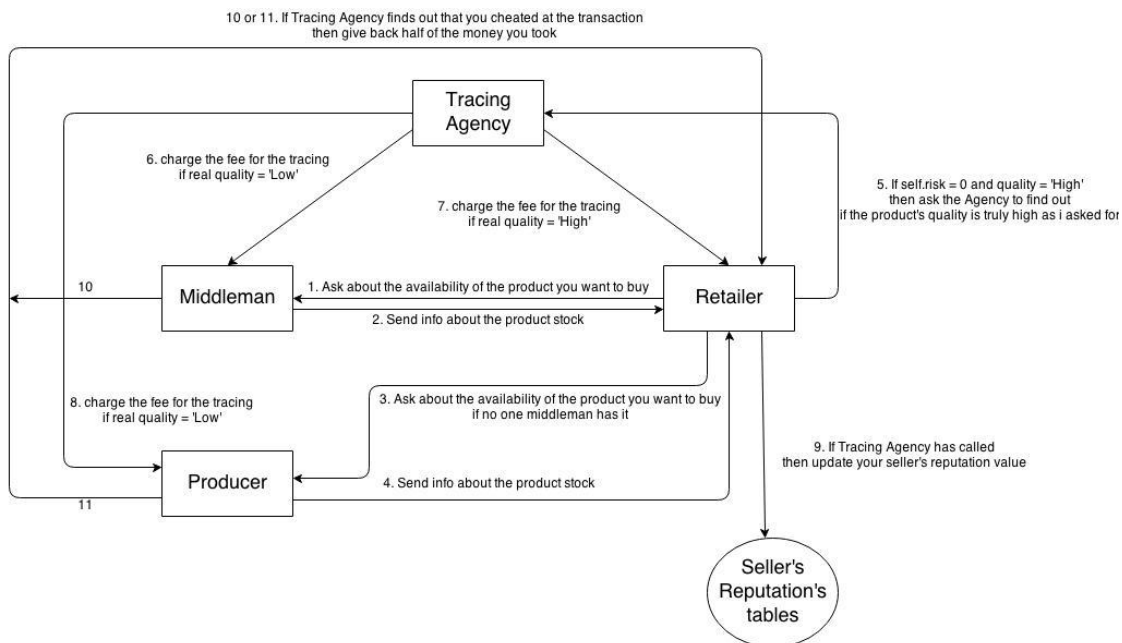 10 or 11. If Tracing Agency finds out that you cheated at the transaction
then give back half of the money you took
Tracing
Agency
6. charge the fee for the tracing
if real quality = 'Low'
7. charge the fee for the tracing
if real quality = 'High'
5. If self.risk = 0 and quality = 'High'
then ask the Agency to find out
if the product's quality is truly high as i asked for
10
Middleman
1. Ask about the availability of the product you want to buy
2. Send info about the product stock
Retailer
8. charge the fee for the tracing
if real quality = 'Low'
3. Ask about the availability of the product you want to buy
if no one middleman has it
9. If Tracing Agency has called
then update your seller's reputation value
Producer
4. Send info about the product stock
11
Seller's
Reputation's
tables